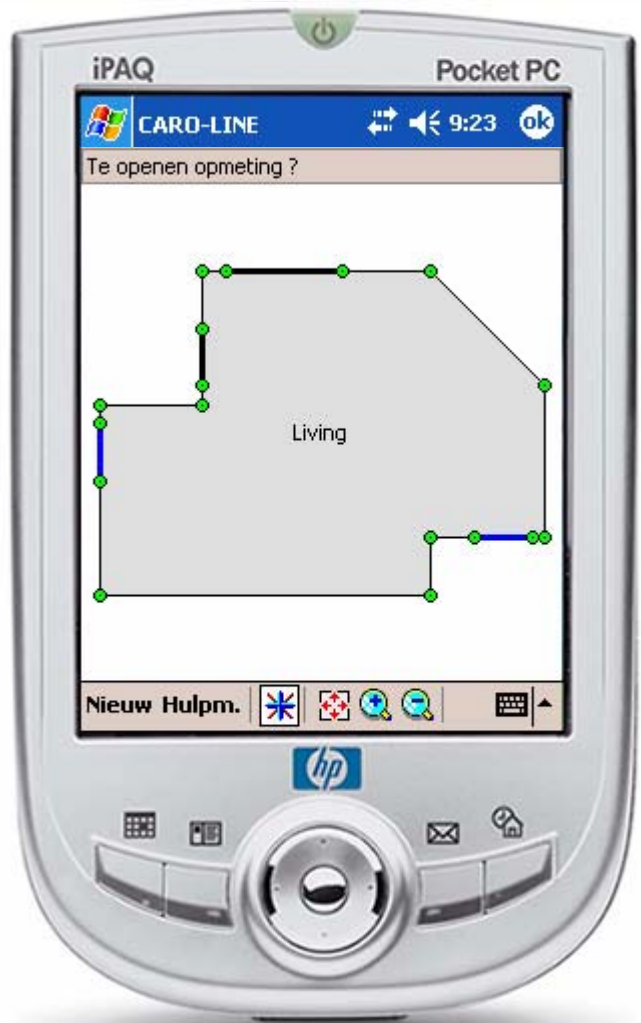 iPAQ Pocket PC
CARO-LINE 9:23 ok
Te openen opmeting ?
Living
Nieuw Hulpm.
hp